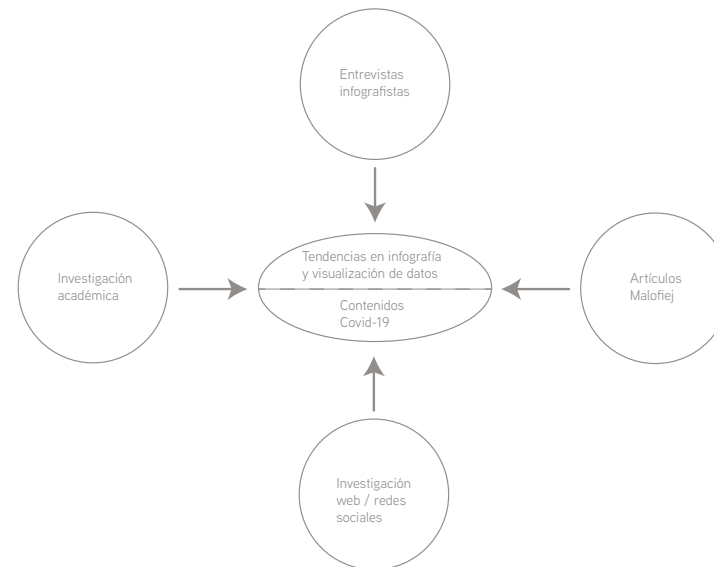 Entrevistas
infografistas
Tendencias en infografía
y visualización de datos
Contenidos
Covid-19
Investigación
académica
Artículos
Malofiej
Investigación
web / redes
sociales